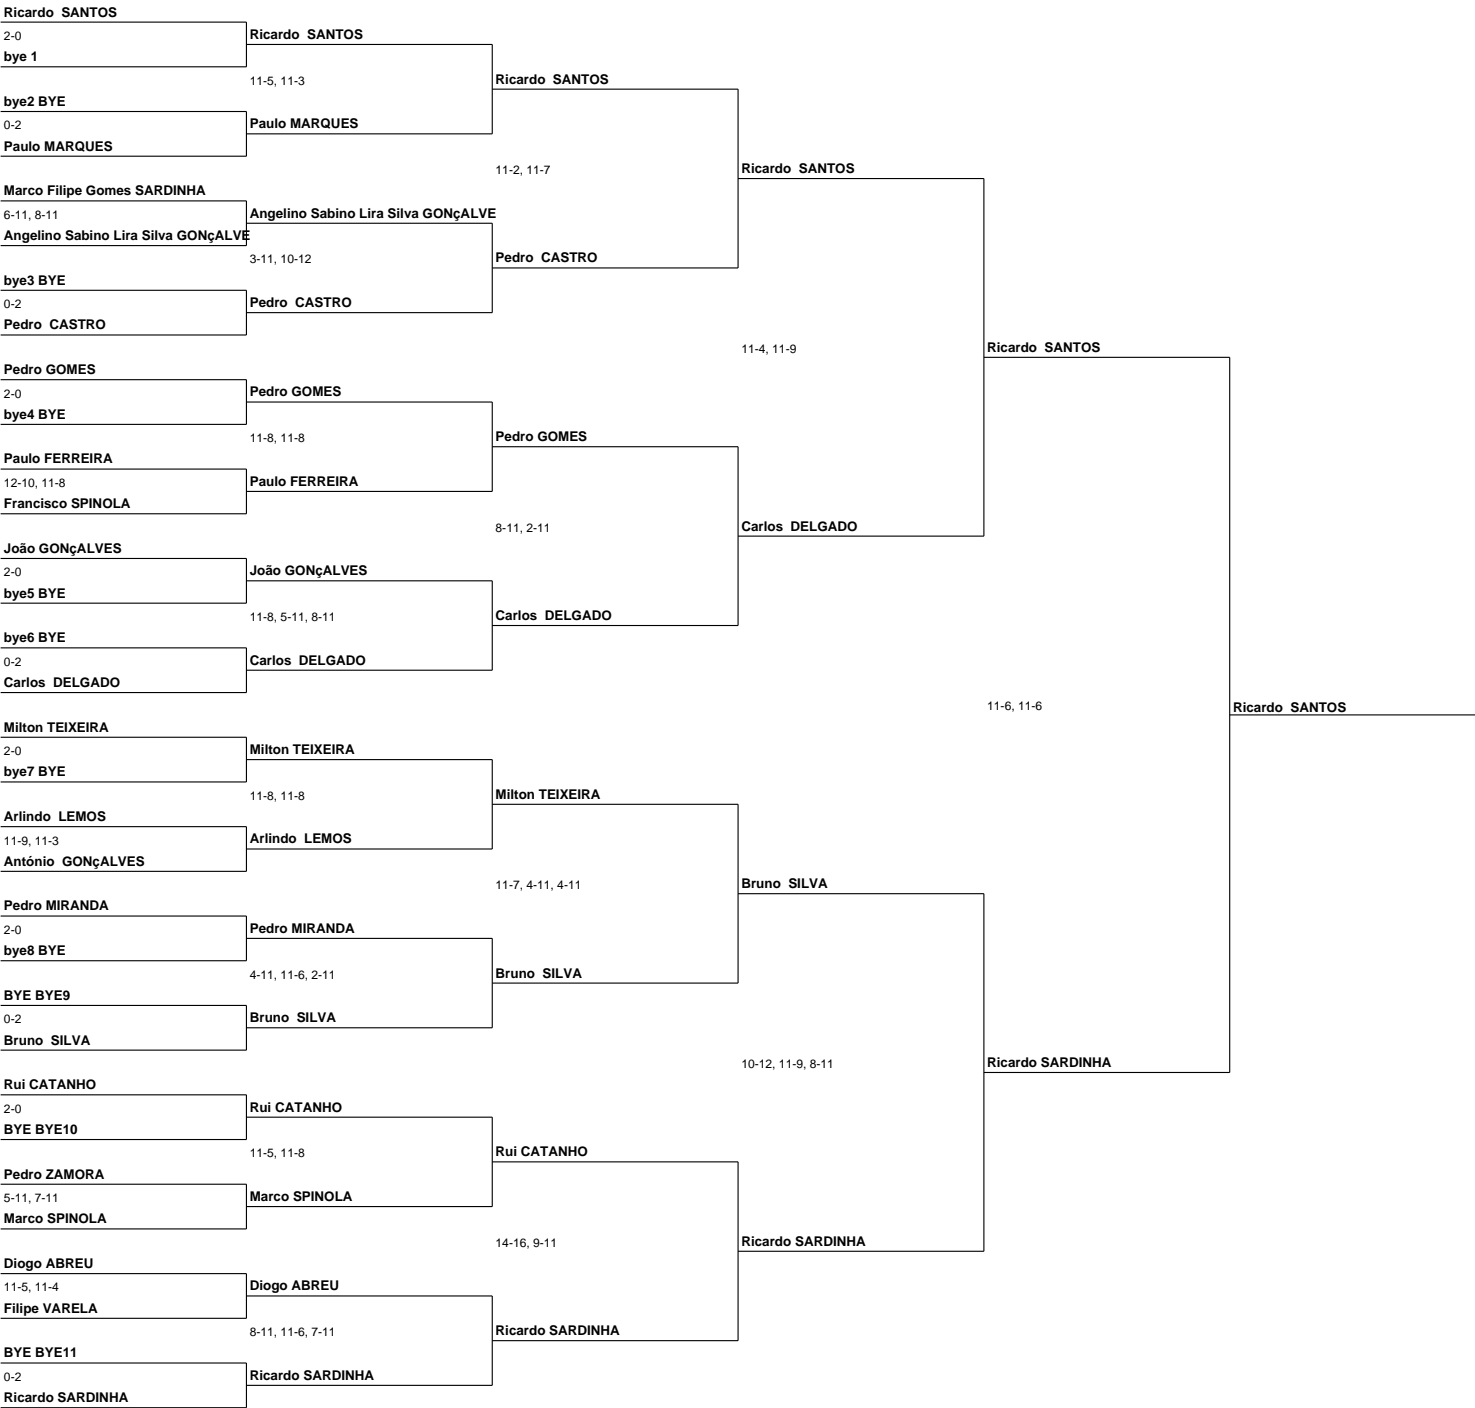 Ricardo  SANTOS
2-0
bye 1
bye2 BYE
0-2
Paulo MARQUES
Marco Filipe Gomes SARDINHA
6-11, 8-11
Angelino Sabino Lira Silva GONçALVE
bye3 BYE
0-2
Pedro  CASTRO
Pedro GOMES
2-0
bye4 BYE
Paulo FERREIRA
12-10, 11-8
Francisco SPINOLA
João GONçALVES
2-0
bye5 BYE
bye6 BYE
0-2
Carlos  DELGADO
Milton TEIXEIRA
2-0
bye7 BYE
Arlindo  LEMOS
11-9, 11-3
António  GONçALVES
Pedro MIRANDA
2-0
bye8 BYE
BYE BYE9
0-2
Bruno  SILVA
Rui CATANHO
2-0
BYE BYE10
Pedro ZAMORA
5-11, 7-11
Marco SPINOLA
Diogo ABREU
11-5, 11-4
Filipe VARELA
BYE BYE11
0-2
Ricardo SARDINHA
Ricardo  SANTOS
11-5, 11-3
Paulo MARQUES
Angelino Sabino Lira Silva GONçALVE
3-11, 10-12
Pedro  CASTRO
Pedro GOMES
11-8, 11-8
Paulo FERREIRA
João GONçALVES
11-8, 5-11, 8-11
Carlos  DELGADO
Milton TEIXEIRA
11-8, 11-8
Arlindo  LEMOS
Pedro MIRANDA
4-11, 11-6, 2-11
Bruno  SILVA
Rui CATANHO
11-5, 11-8
Marco SPINOLA
Diogo ABREU
8-11, 11-6, 7-11
Ricardo SARDINHA
Ricardo  SANTOS
11-2, 11-7
Pedro  CASTRO
Pedro GOMES
8-11, 2-11
Carlos  DELGADO
Milton TEIXEIRA
11-7, 4-11, 4-11
Bruno  SILVA
Rui CATANHO
14-16, 9-11
Ricardo SARDINHA
Ricardo  SANTOS
11-4, 11-9
Carlos  DELGADO
Bruno  SILVA
10-12, 11-9, 8-11
Ricardo SARDINHA
Ricardo  SANTOS
11-6, 11-6
Ricardo SARDINHA
Ricardo  SANTOS